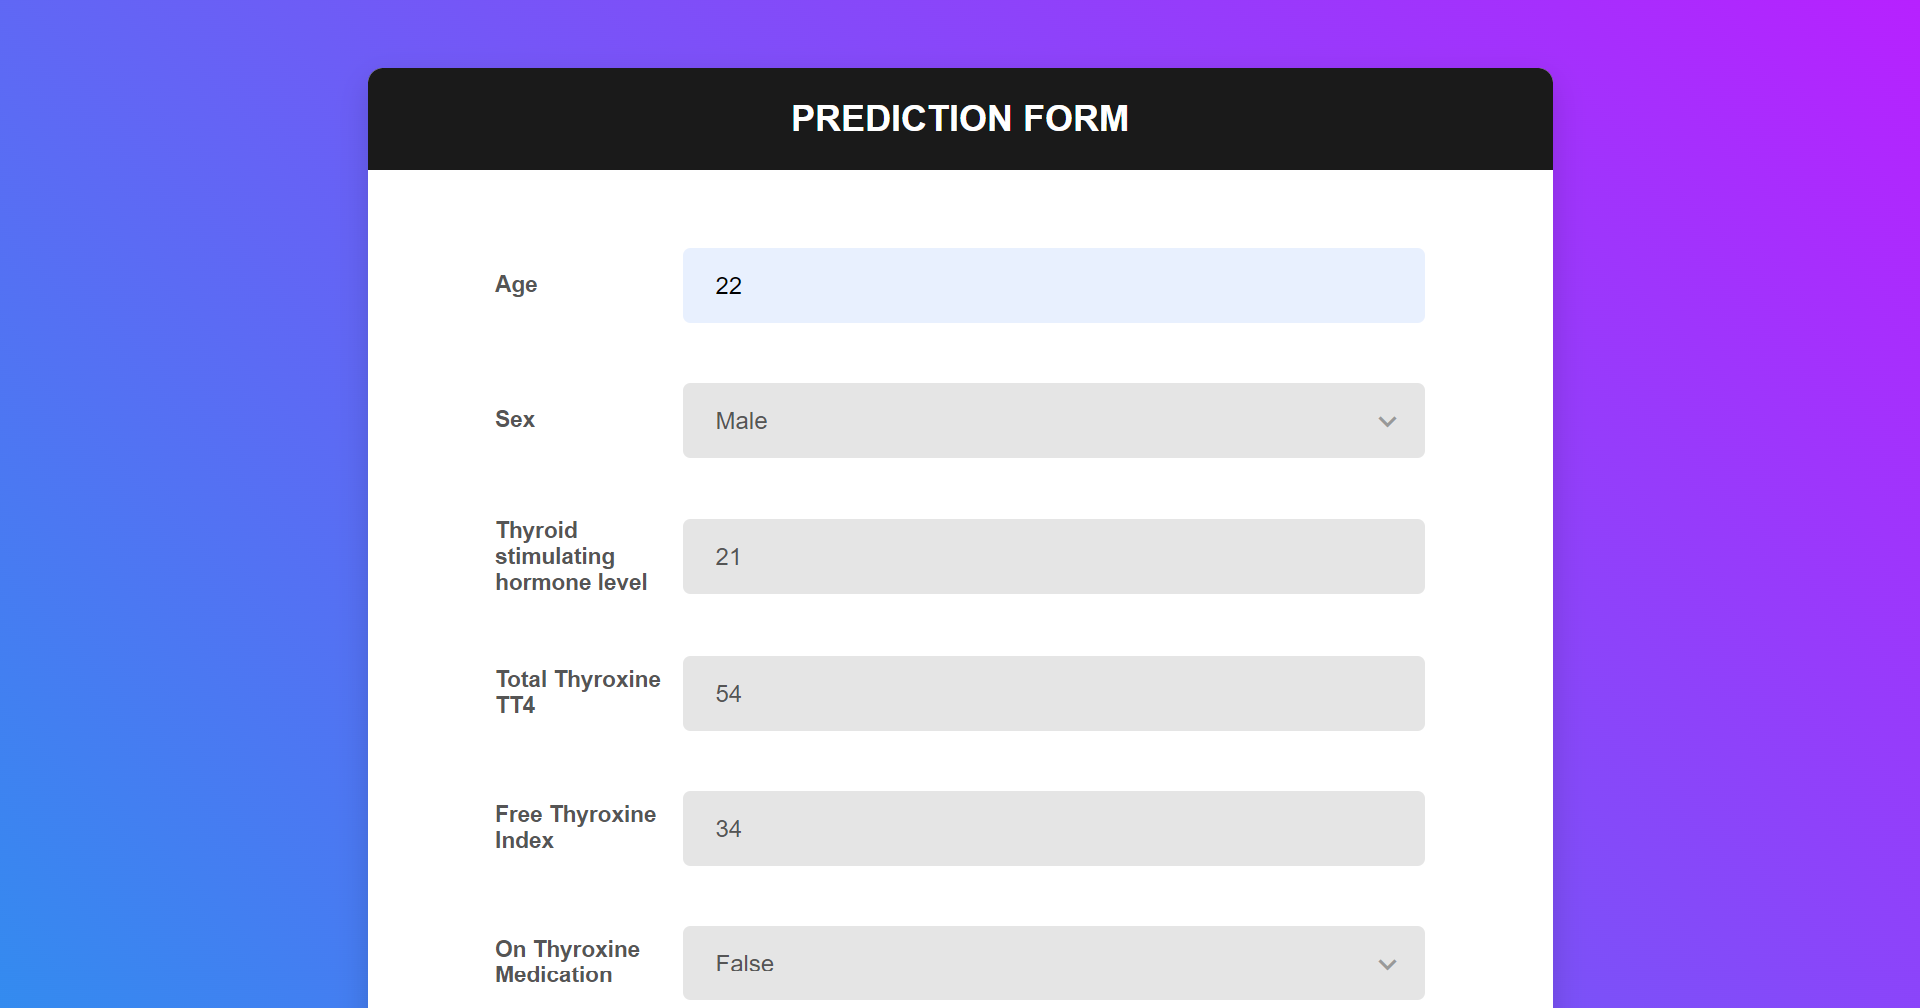 PREDICTION FORM
Age
22
Sex
Male
Thyroid
stimulating
hormone level
21
Total Thyroxine
TT4
54
Free Thyroxine
Index
34
On Thyroxine
Medication
False